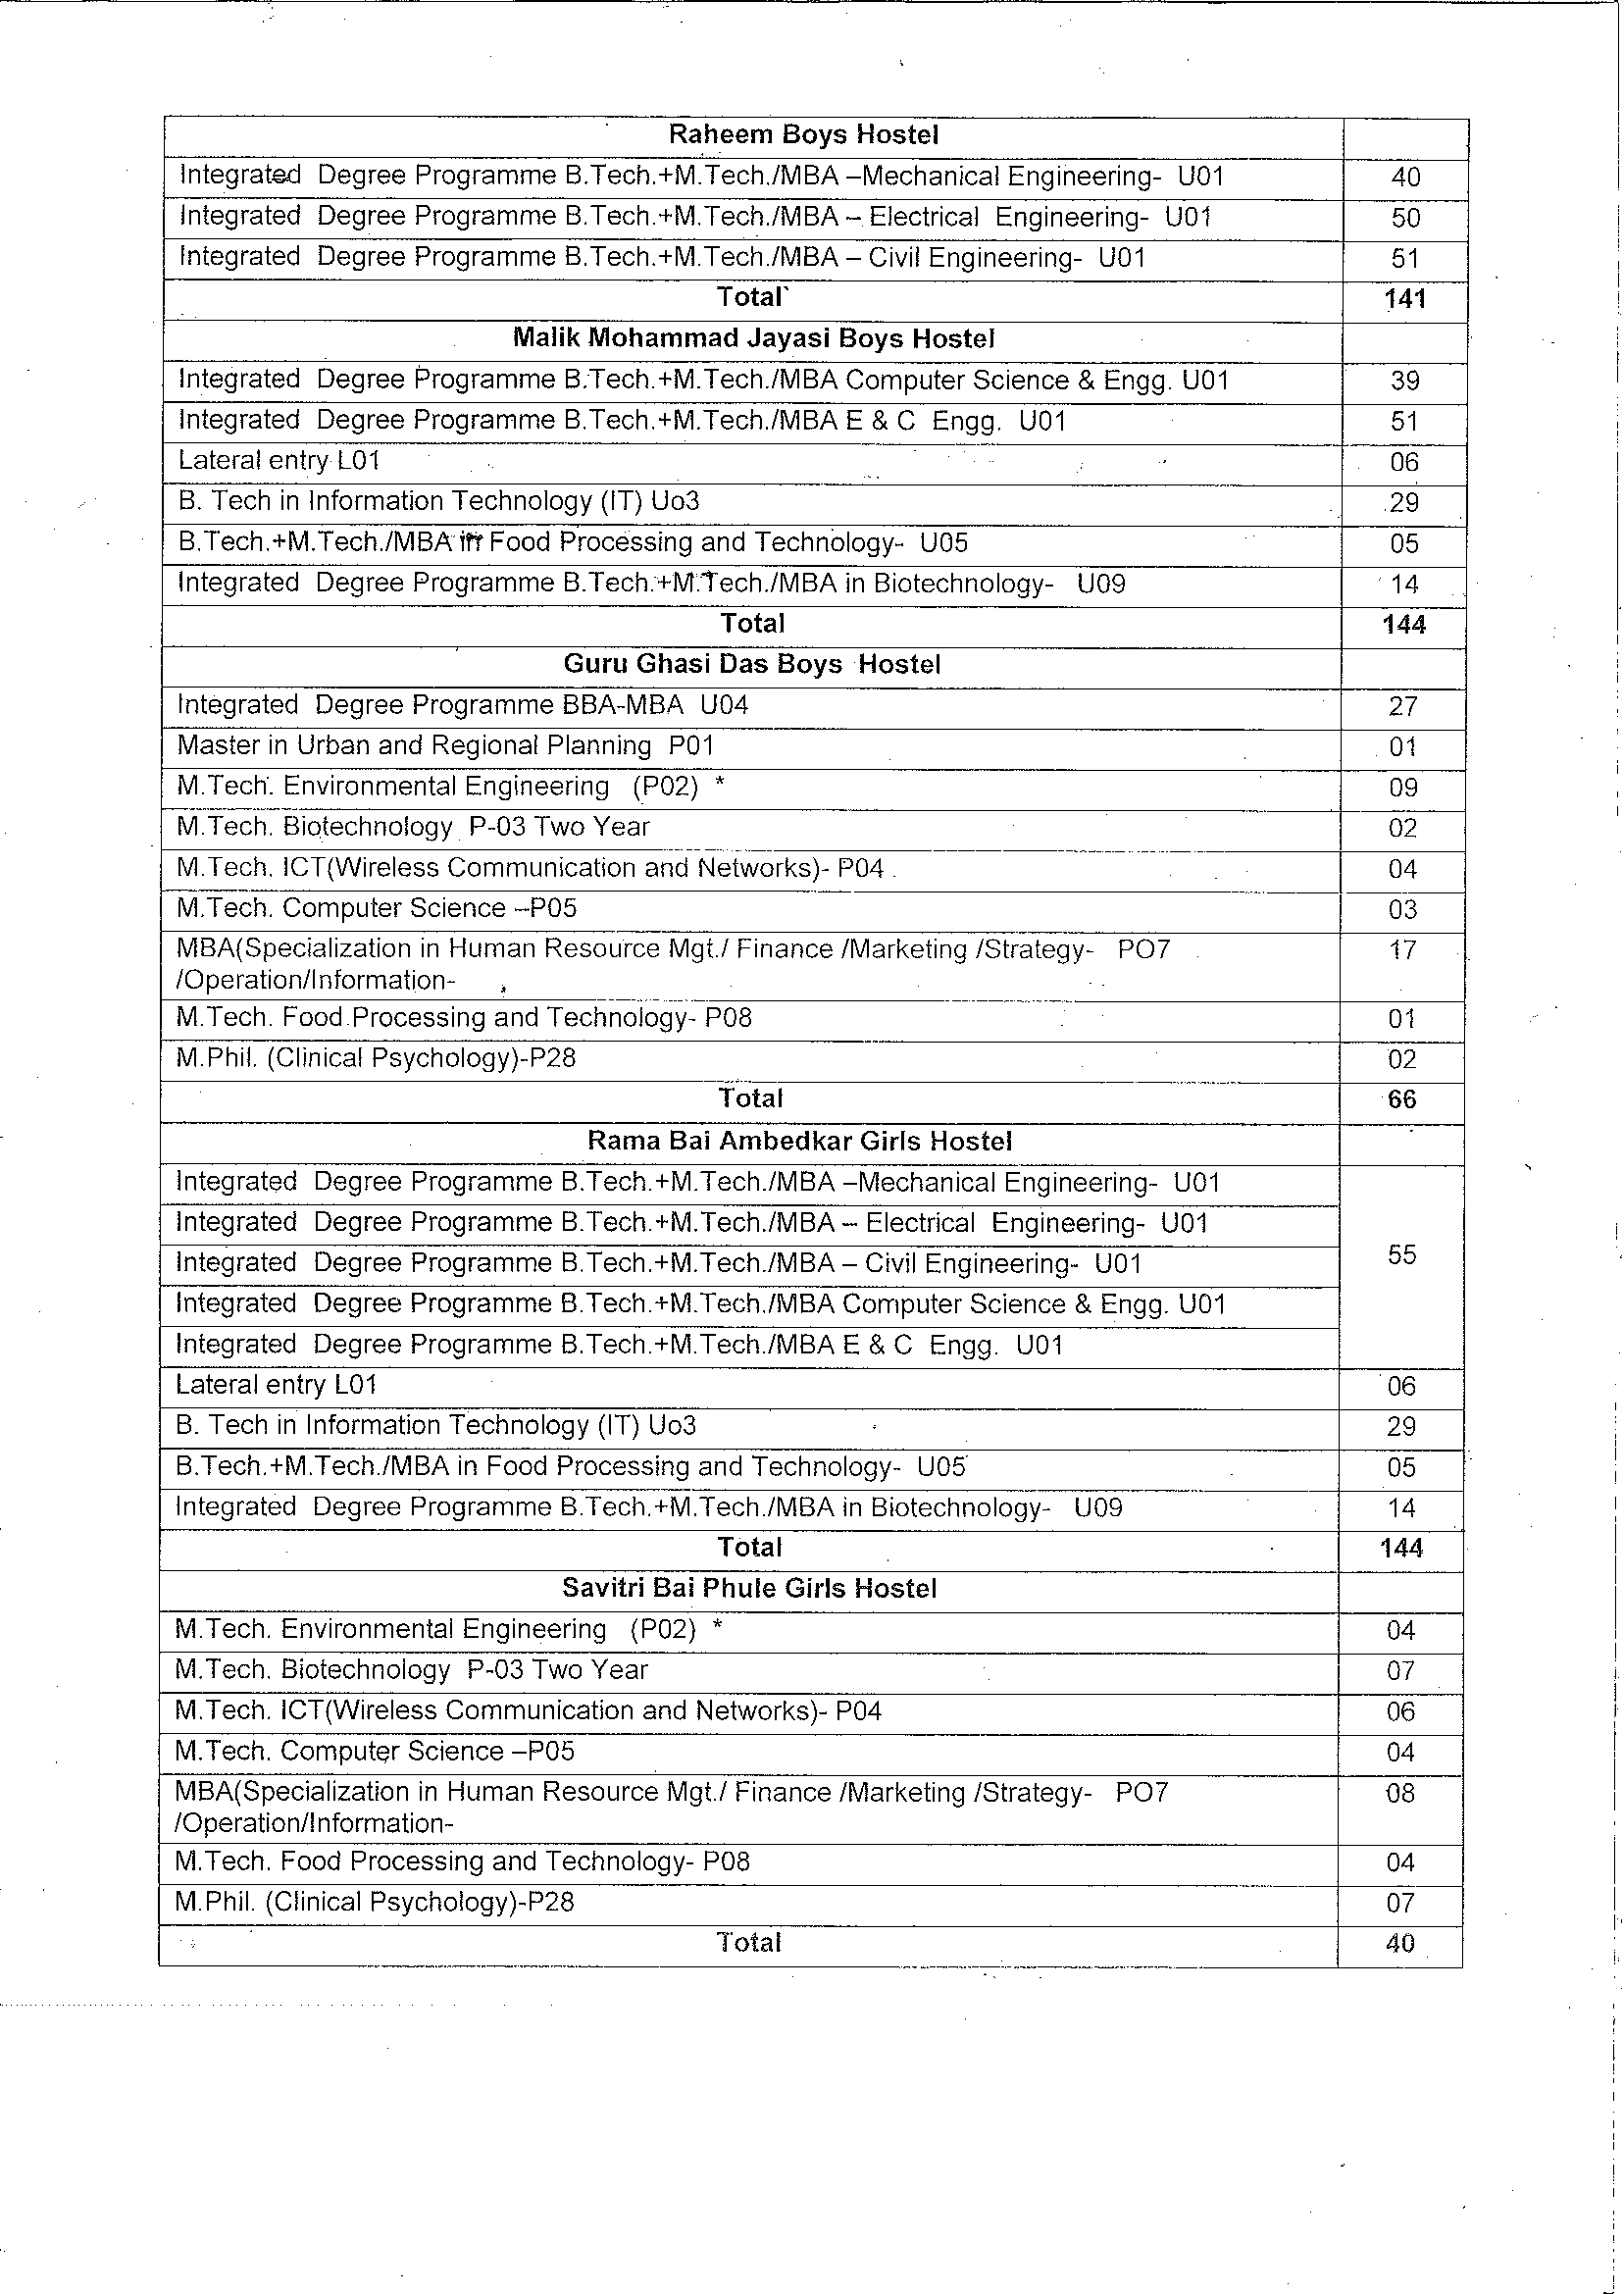 Raheem Boys Hostel
Integrated Degree Programme B.Tech.+M.Tech./MBA –Mechanical Engineering- U01 40
Integrated Degree Programme B.Tech.+M.Tech./MBA – Electrical Engineering- U01 50
Integrated Degree Programme B.Tech.+M.Tech./MBA – Civil Engineering- U01 51
Total 141
Malik Mohammad Jayasi Boys Hostel
Integrated Degree Programme B.Tech.+M.Tech./MBA Computer Science & Engg. U01 39
Integrated Degree Programme B.Tech.+M.Tech./MBA E & C Engg. U01 51
Lateral entry L01 06
B. Tech in Information Technology (IT) Uo3 29
B.Tech.+M.Tech./MBA in Food Processing and Technology- U05 05
Integrated Degree Programme B.Tech.+M.Tech./MBA in Biotechnology- U09 14
Total 144
Guru Ghasi Das Boys Hostel
Integrated Degree Programme BBA-MBA U04 27
Master in Urban and Regional Planning P01 01
M.Tech. Environmental Engineering (P02) * 09
M.Tech. Biotechnology P-03 Two Year 02
M.Tech. ICT(Wireless Communication and Networks)- P04 04
M.Tech. Computer Science –P05 03
MBA(Specialization in Human Resource Mgt./ Finance /Marketing /Strategy- PO7 17
/Operation/Information-
M.Tech. Food Processing and Technology- P08 01
M.Phil. (Clinical Psychology)-P28 02
Total 66
Rama Bai Ambedkar Girls Hostel
Integrated Degree Programme B.Tech.+M.Tech./MBA –Mechanical Engineering- U01
Integrated Degree Programme B.Tech.+M.Tech./MBA – Electrical Engineering- U01
Integrated Degree Programme B.Tech.+M.Tech./MBA – Civil Engineering- U01 55
Integrated Degree Programme B.Tech.+M.Tech./MBA Computer Science & Engg. U01
Integrated Degree Programme B.Tech.+M.Tech./MBA E & C Engg. U01
Lateral entry L01 06
B. Tech in Information Technology (IT) Uo3 29
B.Tech.+M.Tech./MBA in Food Processing and Technology- U05 05
Integrated Degree Programme B.Tech.+M.Tech./MBA in Biotechnology- U09 14
Total 144
Savitri Bai Phule Girls Hostel
M.Tech. Environmental Engineering (P02) * 04
M.Tech. Biotechnology P-03 Two Year 07
M.Tech. ICT(Wireless Communication and Networks)- P04 06
M.Tech. Computer Science –P05 04
MBA(Specialization in Human Resource Mgt./ Finance /Marketing /Strategy- PO7 08
/Operation/Information-
M.Tech. Food Processing and Technology- P08 04
M.Phil. (Clinical Psychology)-P28 07
Total 40